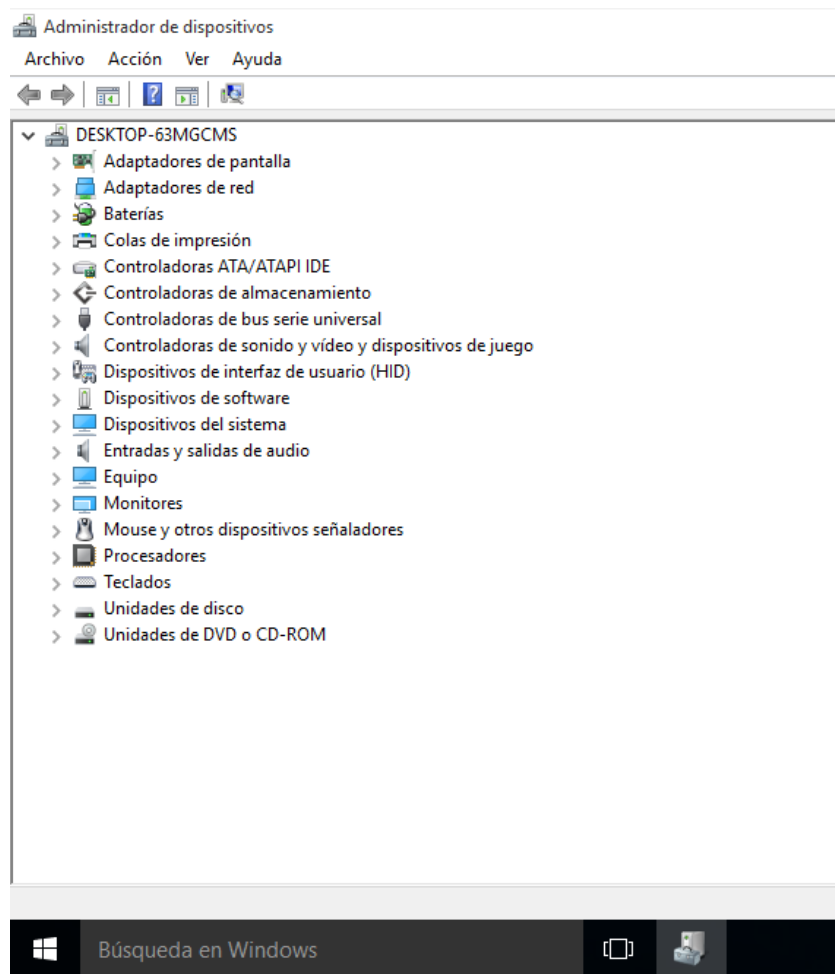 Administrador de dispositivos
Archivo Acción Ver Ayuda
DESKTOP-63MGCMS
Adaptadores de pantalla
Adaptadores de red
Baterías
Colas de impresión
Controladoras ATA/ATAPI IDE
Controladoras de almacenamiento
Controladoras de bus serie universal
Controladoras de sonido y vídeo y dispositivos de juego
Dispositivos de interfaz de usuario (HID)
Dispositivos de software
Dispositivos del sistema
Entradas y salidas de audio
Equipo
Monitores
Mouse y otros dispositivos señaladores
Procesadores
Teclados
Unidades de disco
Unidades de DVD o CD-ROM
Búsqueda en Windows